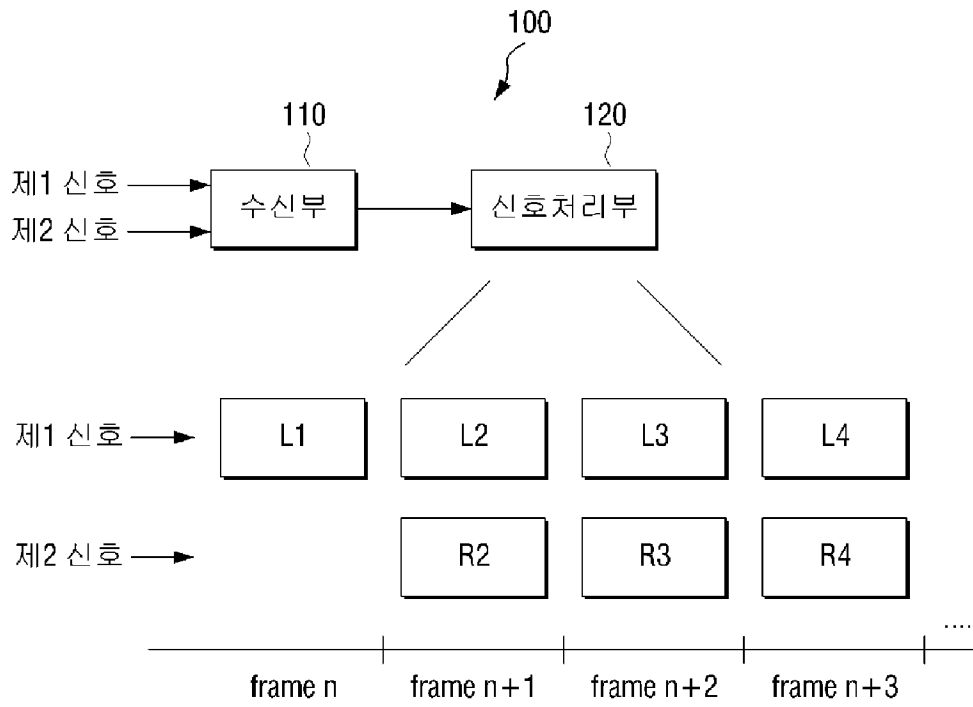 100
110
120
제1 신호
제2 신호
수신부
신호처리부
제1 신호
L1
L2
L3
L4
제2 신호
R2
R3
R4
....
frame n
frame n+1
frame n+2
frame n+3